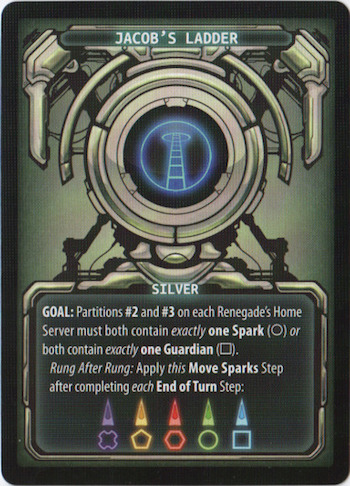 JACOB'S LADDER
SILVER
GOAL: Partitions #2 and #3 on each Renegade's Home
Server must both contain exactly one Spark (○) or
both contain exactly one Guardian (□).
Rung After Rung: Apply this Move Sparks Step
after completing each End of Turn Step: